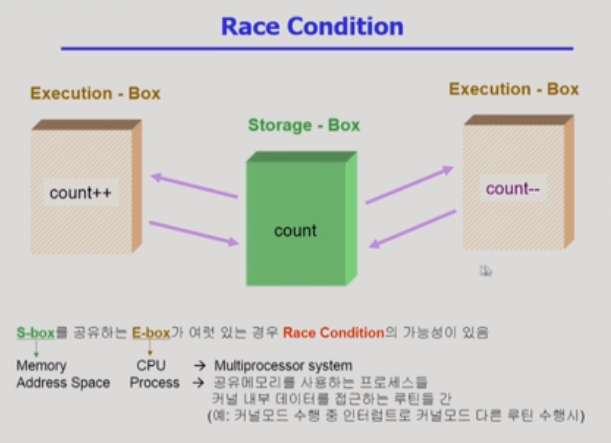 Race Condition
Execution - Box
Execution - Box
Storage - Box
count++
count--
count
S-box를 공유하는 E-box가 여럿 있는 경우 Race Condition의 가능성이 있음
Memory CPU → Multiprocessor system
Address Space Process → 공유메모리를 사용하는 프로세스들
커널 내부 데이터를 접근하는 루틴들 간
(예: 커널모드 수행 중 인터럽트로 커널모드 다른 루틴 수행시)